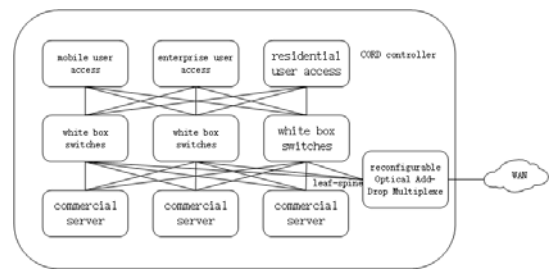 mobile user
access
enterprise user
access
residential
user access
CORD controller
white box
switches
white box
switches
white box
switches
reconfigurable
Optical Add-
Drop Multiplexe
WAN
leaf-spine
commercial
server
commercial
server
commercial
server